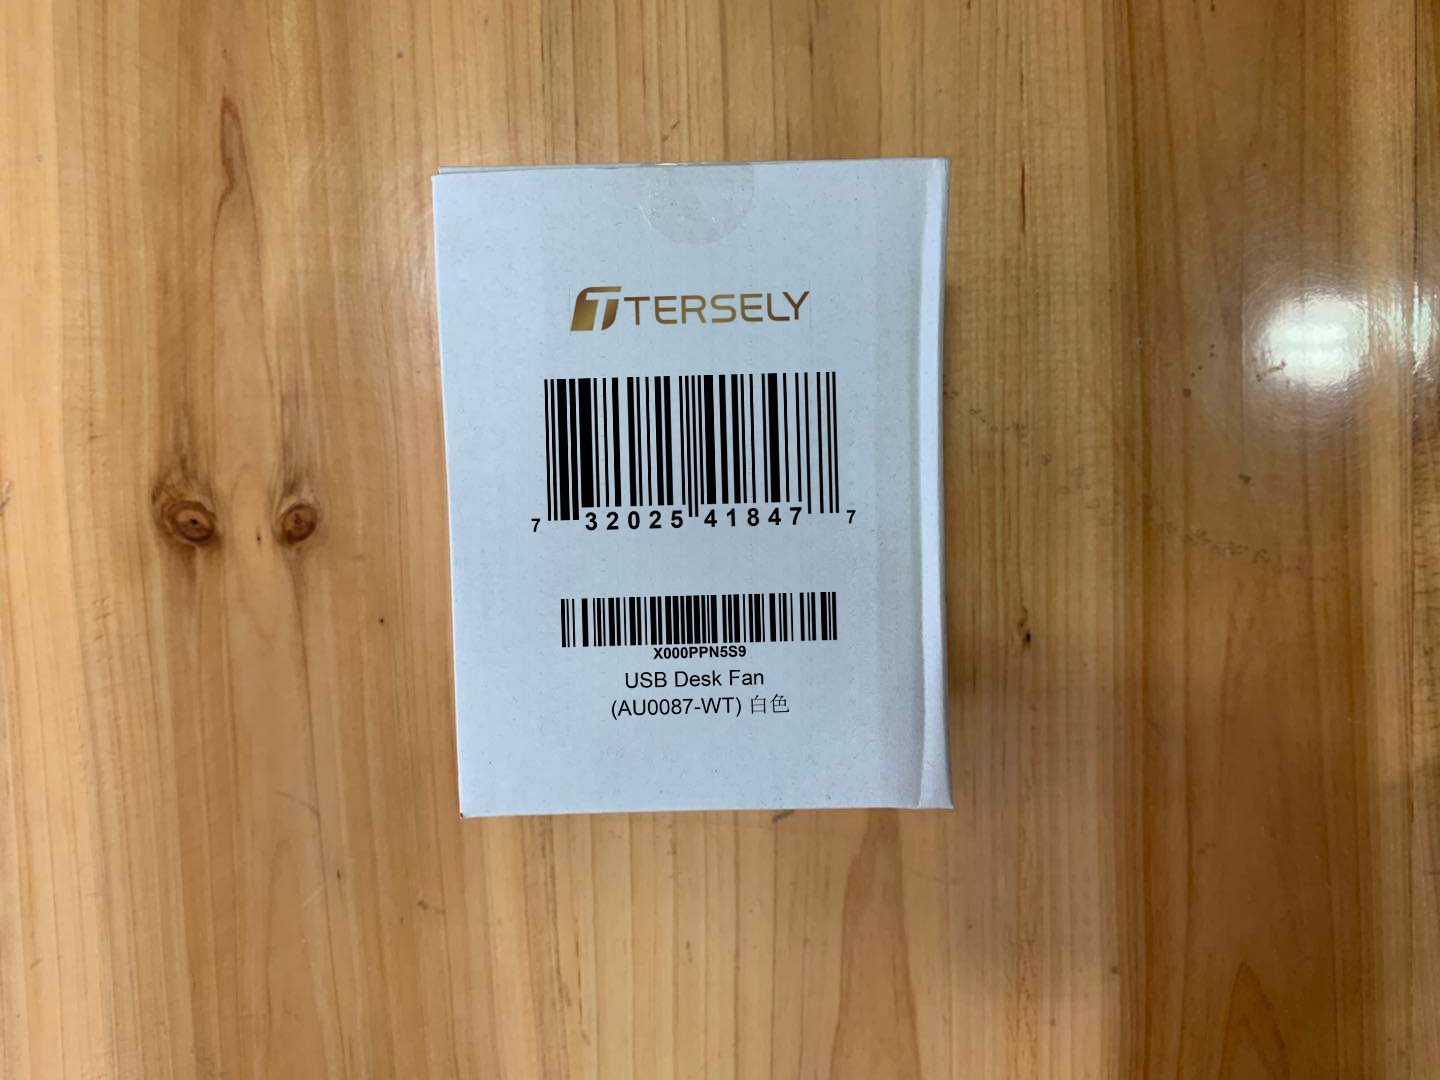 TERSELY
7 32025 41847 7
X000PPN5S9
USB Desk Fan
(AU0087-WT) 白色